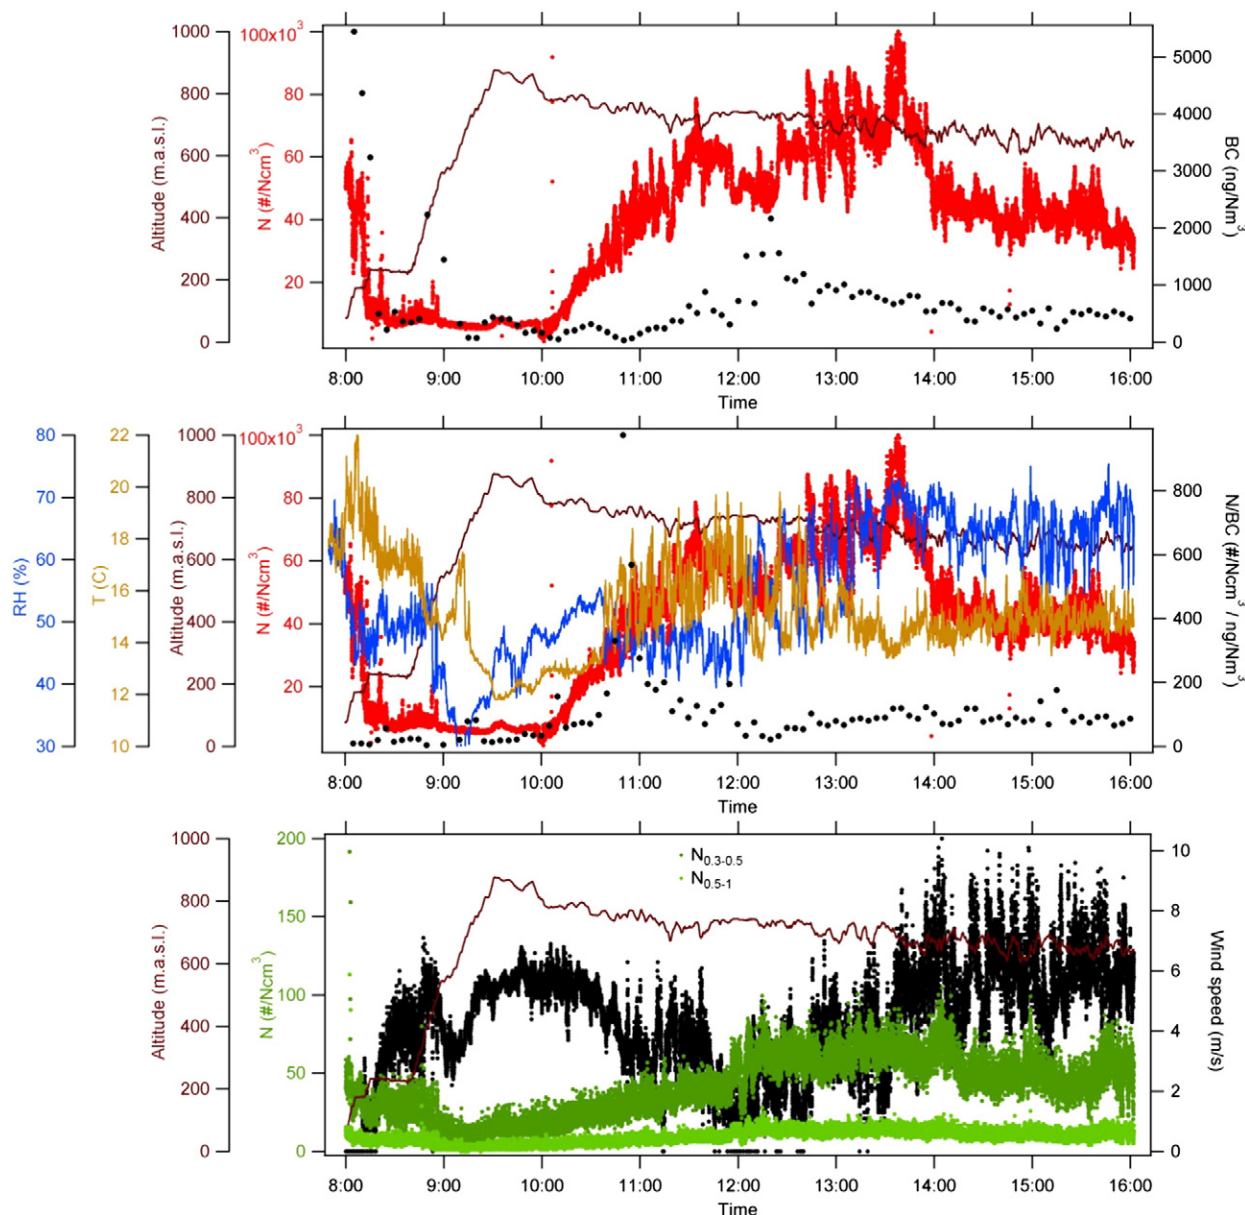 1000
800
600
400
200
0
Altitude (m.a.s.l.)
100x10³
80
60
40
20
N (#/Ncm³)
5000
4000
3000
2000
1000
0
BC (ng/Nm³)
8:00 9:00 10:00 11:00 12:00 13:00 14:00 15:00 16:00
Time
80
70
60
50
40
30
RH (%)
22
20
18
16
14
12
10
T (C)
1000
800
600
400
200
0
Altitude (m.a.s.l.)
100x10³
80
60
40
20
N (#/Ncm³)
800
600
400
200
0
N/BC (#/Ncm³ / ng/Nm³)
8:00 9:00 10:00 11:00 12:00 13:00 14:00 15:00 16:00
Time
1000
800
600
400
200
0
Altitude (m.a.s.l.)
200
150
100
50
0
N (#/Ncm³)
N0.3-0.5
N0.5-1
10
8
6
4
2
0
Wind speed (m/s)
8:00 9:00 10:00 11:00 12:00 13:00 14:00 15:00 16:00
Time